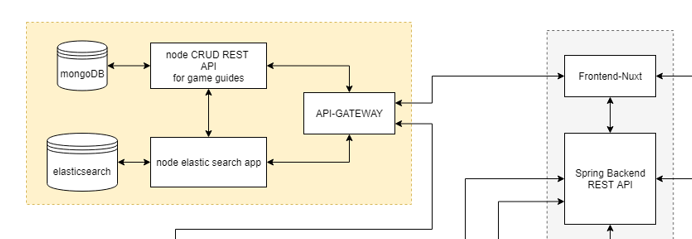 mongoDB
node CRUD REST
API
for game guides
API-GATEWAY
elasticsearch
node elastic search app
Frontend-Nuxt
Spring Backend
REST API